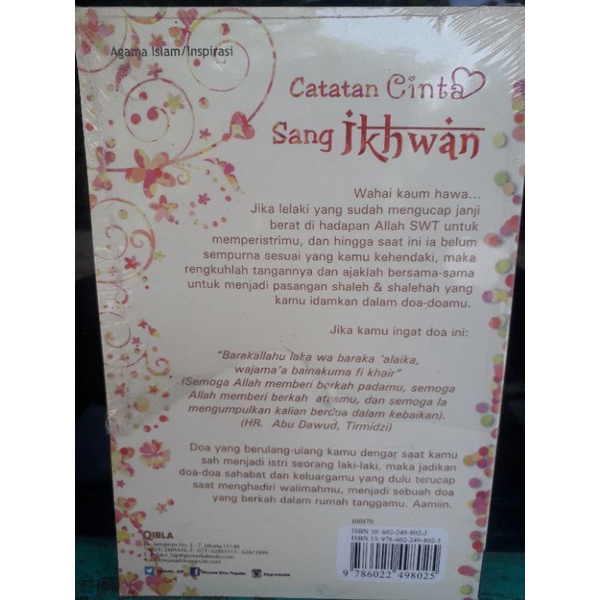 Agama Islam/Inspirasi
Catatan Cinta
Sang Ikhwan
Wahai kaum hawa...
Jika lelaki yang sudah mengucap janji
berat di hadapan Allah SWT untuk
memperistrimu, dan hingga saat ini ia belum
sempurna sesuai yang kamu kehendaki, maka
rengkuhlah tangannya dan ajaklah bersama-sama
untuk menjadi pasangan shaleh & shalehah yang
kamu idamkan dalam doa-doamu.
Jika kamu ingat doa ini:
"Barakallahu laka wa baraka 'alaika,
wajama'a bainakuma fi khair"
(Semoga Allah memberi berkah padamu, semoga
Allah memberi berkah atasmu, dan semoga Ia
mengumpulkan kalian berdua dalam kebaikan).
(HR. Abu Dawud, Tirmidzi)
Doa yang berulang-ulang kamu dengar saat kamu
sah menjadi istri seorang laki-laki, maka jadikan
doa-doa sahabat dan keluargamu yang dulu terucap
saat menghadiri walimahmu, menjadi sebuah doa
yang berkah dalam rumah tanggamu. Aamiin.
100179
QIBLA
ISBN 10: 602-249-802-3
ISBN 13: 978-602-249-802-5
9 786022 498025